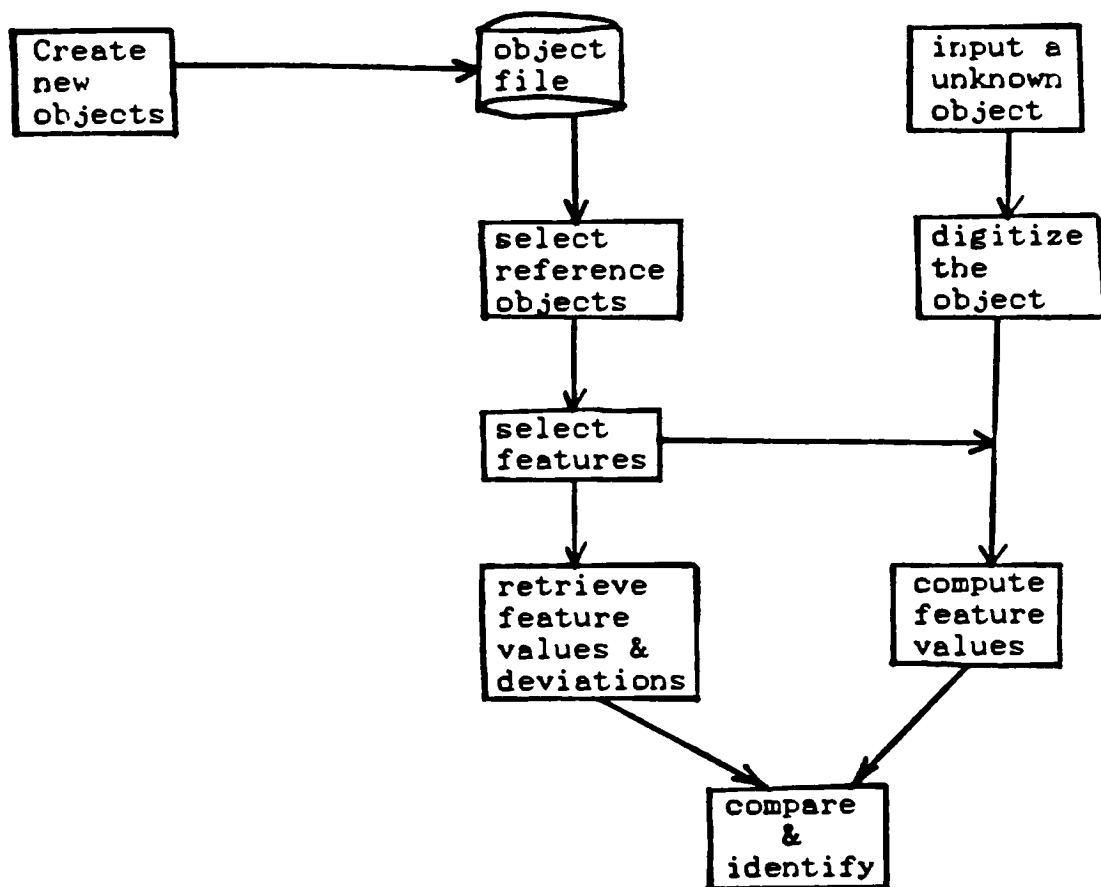 Create
new
objects
object
file
input a
unknown
object
select
reference
objects
digitize
the
object
select
features
retrieve
feature
values &
deviations
compute
feature
values
compare
&
identify